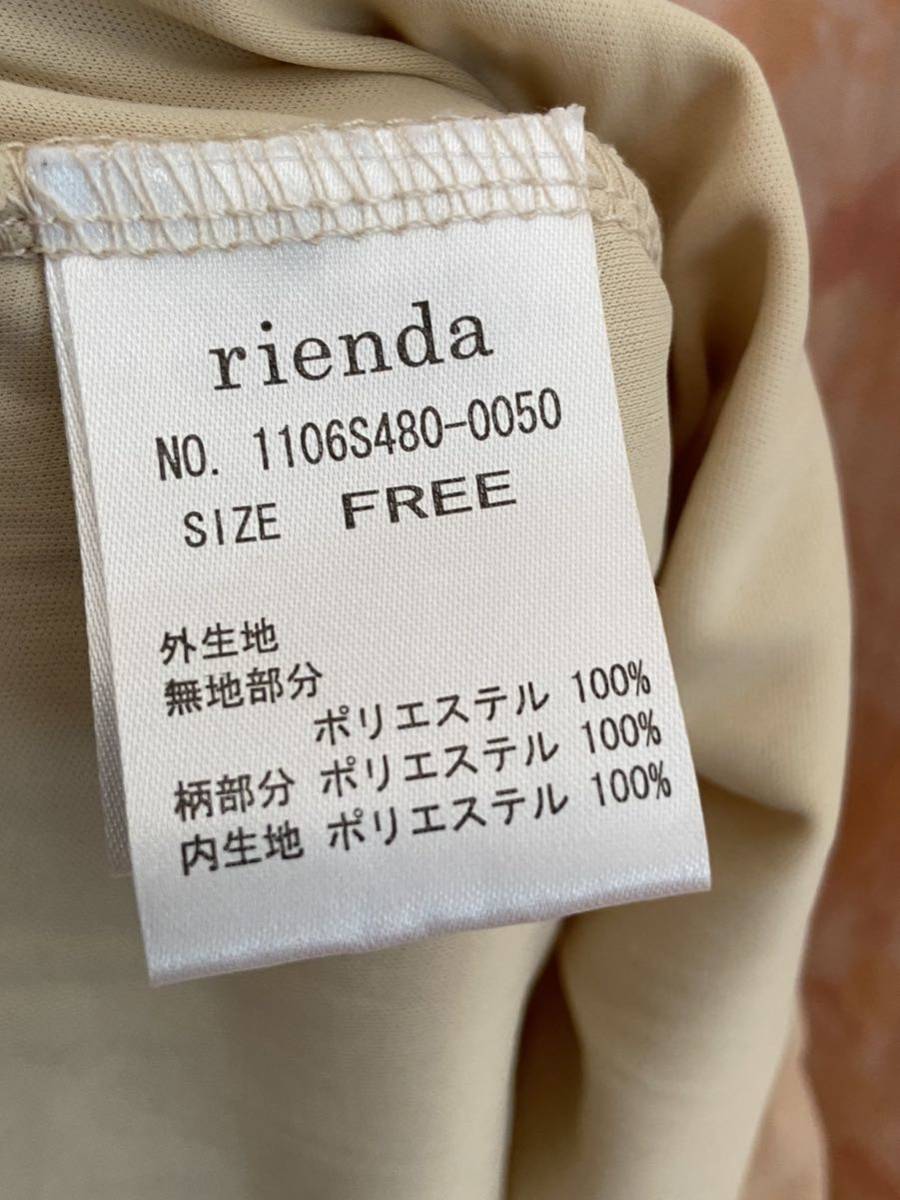 rienda
NO. 1106S480-0050
SIZE FREE
外生地
無地部分
ポリエステル 100%
柄部分 ポリエステル 100%
内生地 ポリエステル 100%